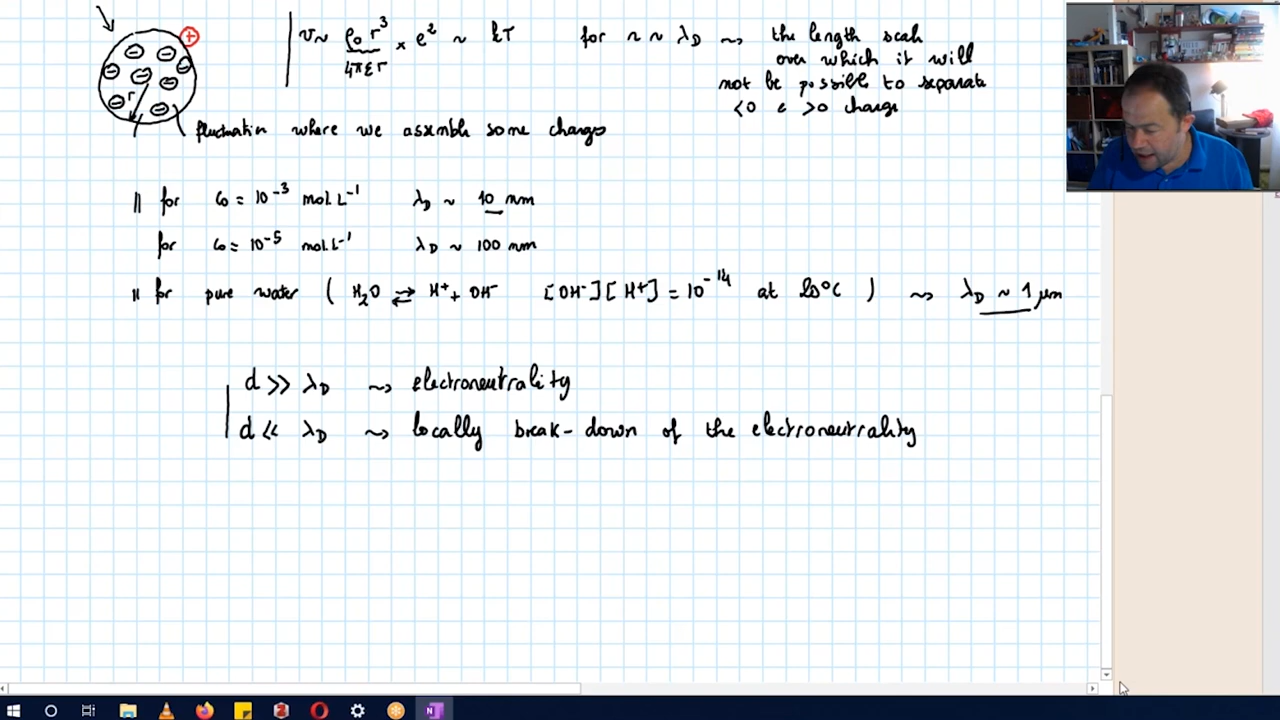 v ~ ρ₀ r³ / 4πεr × e² ~ kT for r ~ λ_D ⇝ the length scale
over which it will
not be possible to separate
<0 & >0 charge
⊕
⊖ ⊖ ⊖ ⊖ ⊖ ⊖ ⊖ ⊖
r
fluctuation where we assemble some charge
|| for c₀ = 10⁻³ mol.L⁻¹ λ_D ~ 10 nm
for c₀ = 10⁻⁵ mol.L⁻¹ λ_D ~ 100 nm
|| for pure water ( H₂O ⇌ H⁺ + OH⁻ [OH⁻][H⁺] = 10⁻¹⁴ at 20°C ) ⇝ λ_D ~ 1 μm
d >> λ_D ⇝ electroneutrality
d << λ_D ⇝ locally break-down of the electroneutrality